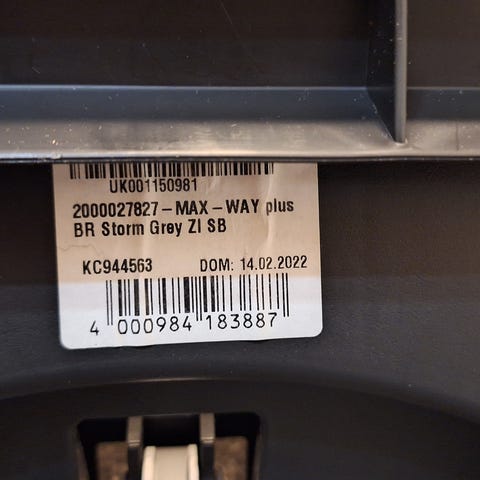 UK001150981
2000027827-MAX-WAY plus
BR Storm Grey ZI SB
KC944563 DOM: 14.02.2022
4 000984 183887